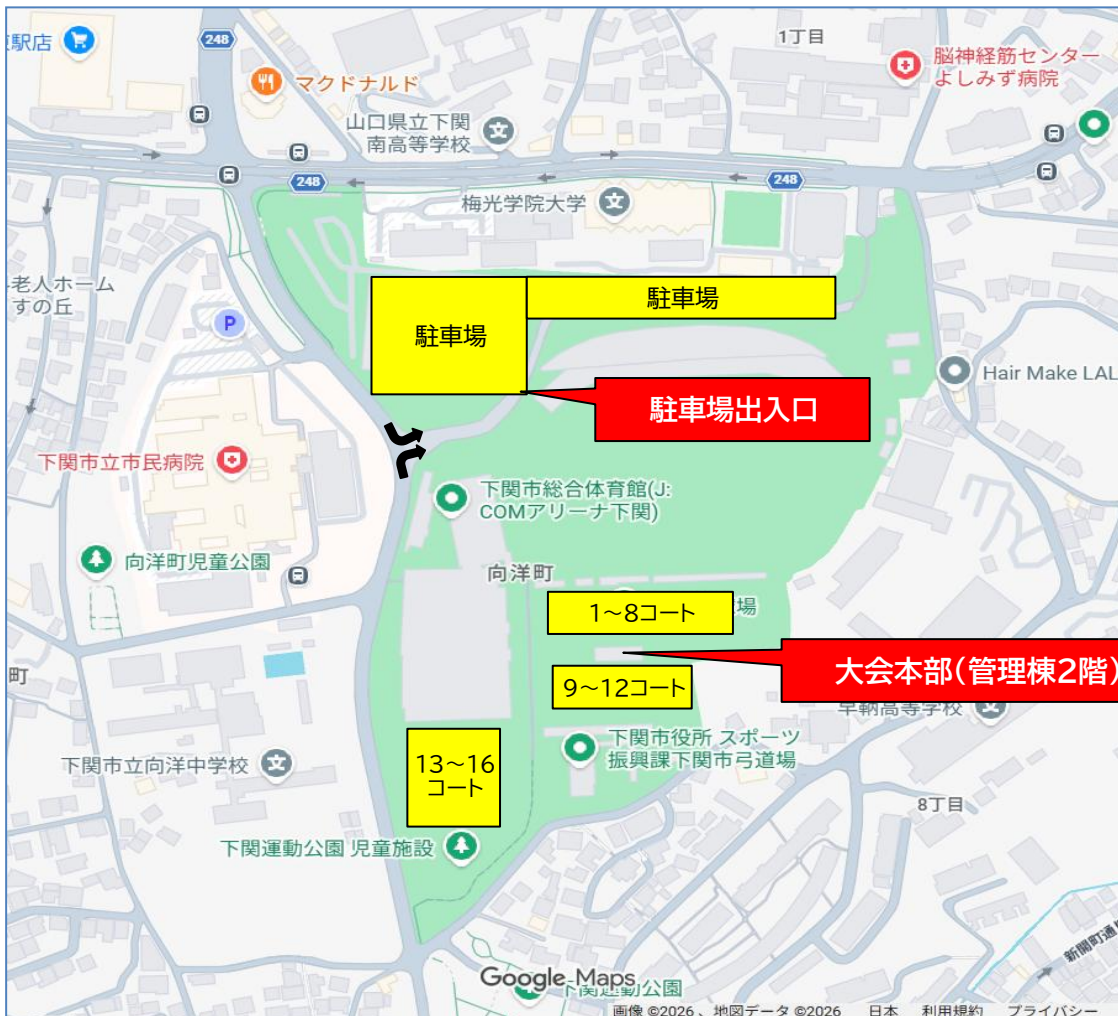 駅店
248
マクドナルド
1丁目
脳神経筋センター
よしみず病院
山口県立下関
南高等学校
248
248
梅光学院大学
老人ホーム
すの丘
P
駐車場
駐車場
駐車場出入口
Hair Make LAL
下関市立市民病院
下関市総合体育館(J:
COMアリーナ下関)
向洋町児童公園
向洋町
1～8コート
場
大会本部(管理棟2階)
町
9～12コート
早鞆高等学校
下関市役所 スポーツ
振興課下関市弓道場
下関市立向洋中学校
13～16
コート
8丁目
下関運動公園 児童施設
新開町通り
Google Maps
下関運動公園
画像 ©2026、地図データ ©2026 日本 利用規約 プライバシー